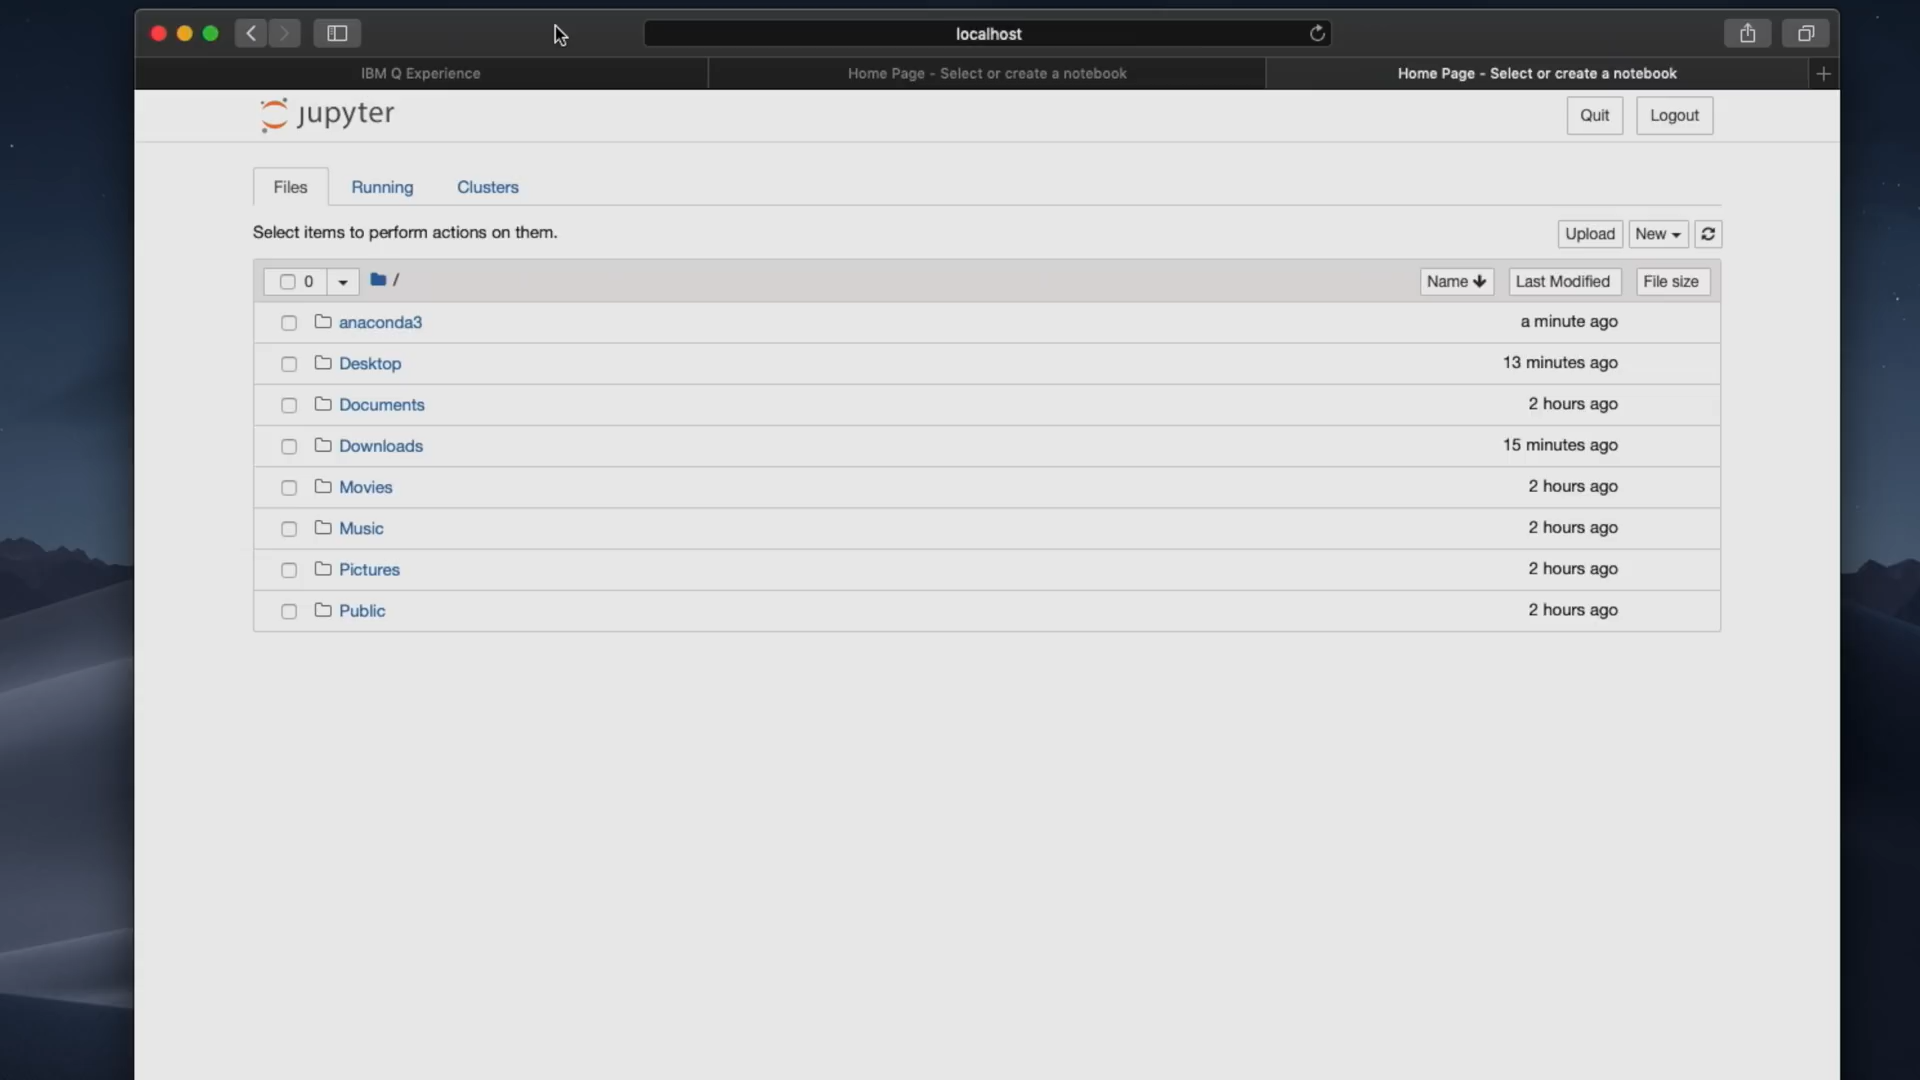 localhost
IBM Q Experience
Home Page - Select or create a notebook
Home Page - Select or create a notebook
jupyter
Quit
Logout
Files
Running
Clusters
Select items to perform actions on them.
Upload
New
0
/
Name
Last Modified
File size
anaconda3
a minute ago
Desktop
13 minutes ago
Documents
2 hours ago
Downloads
15 minutes ago
Movies
2 hours ago
Music
2 hours ago
Pictures
2 hours ago
Public
2 hours ago